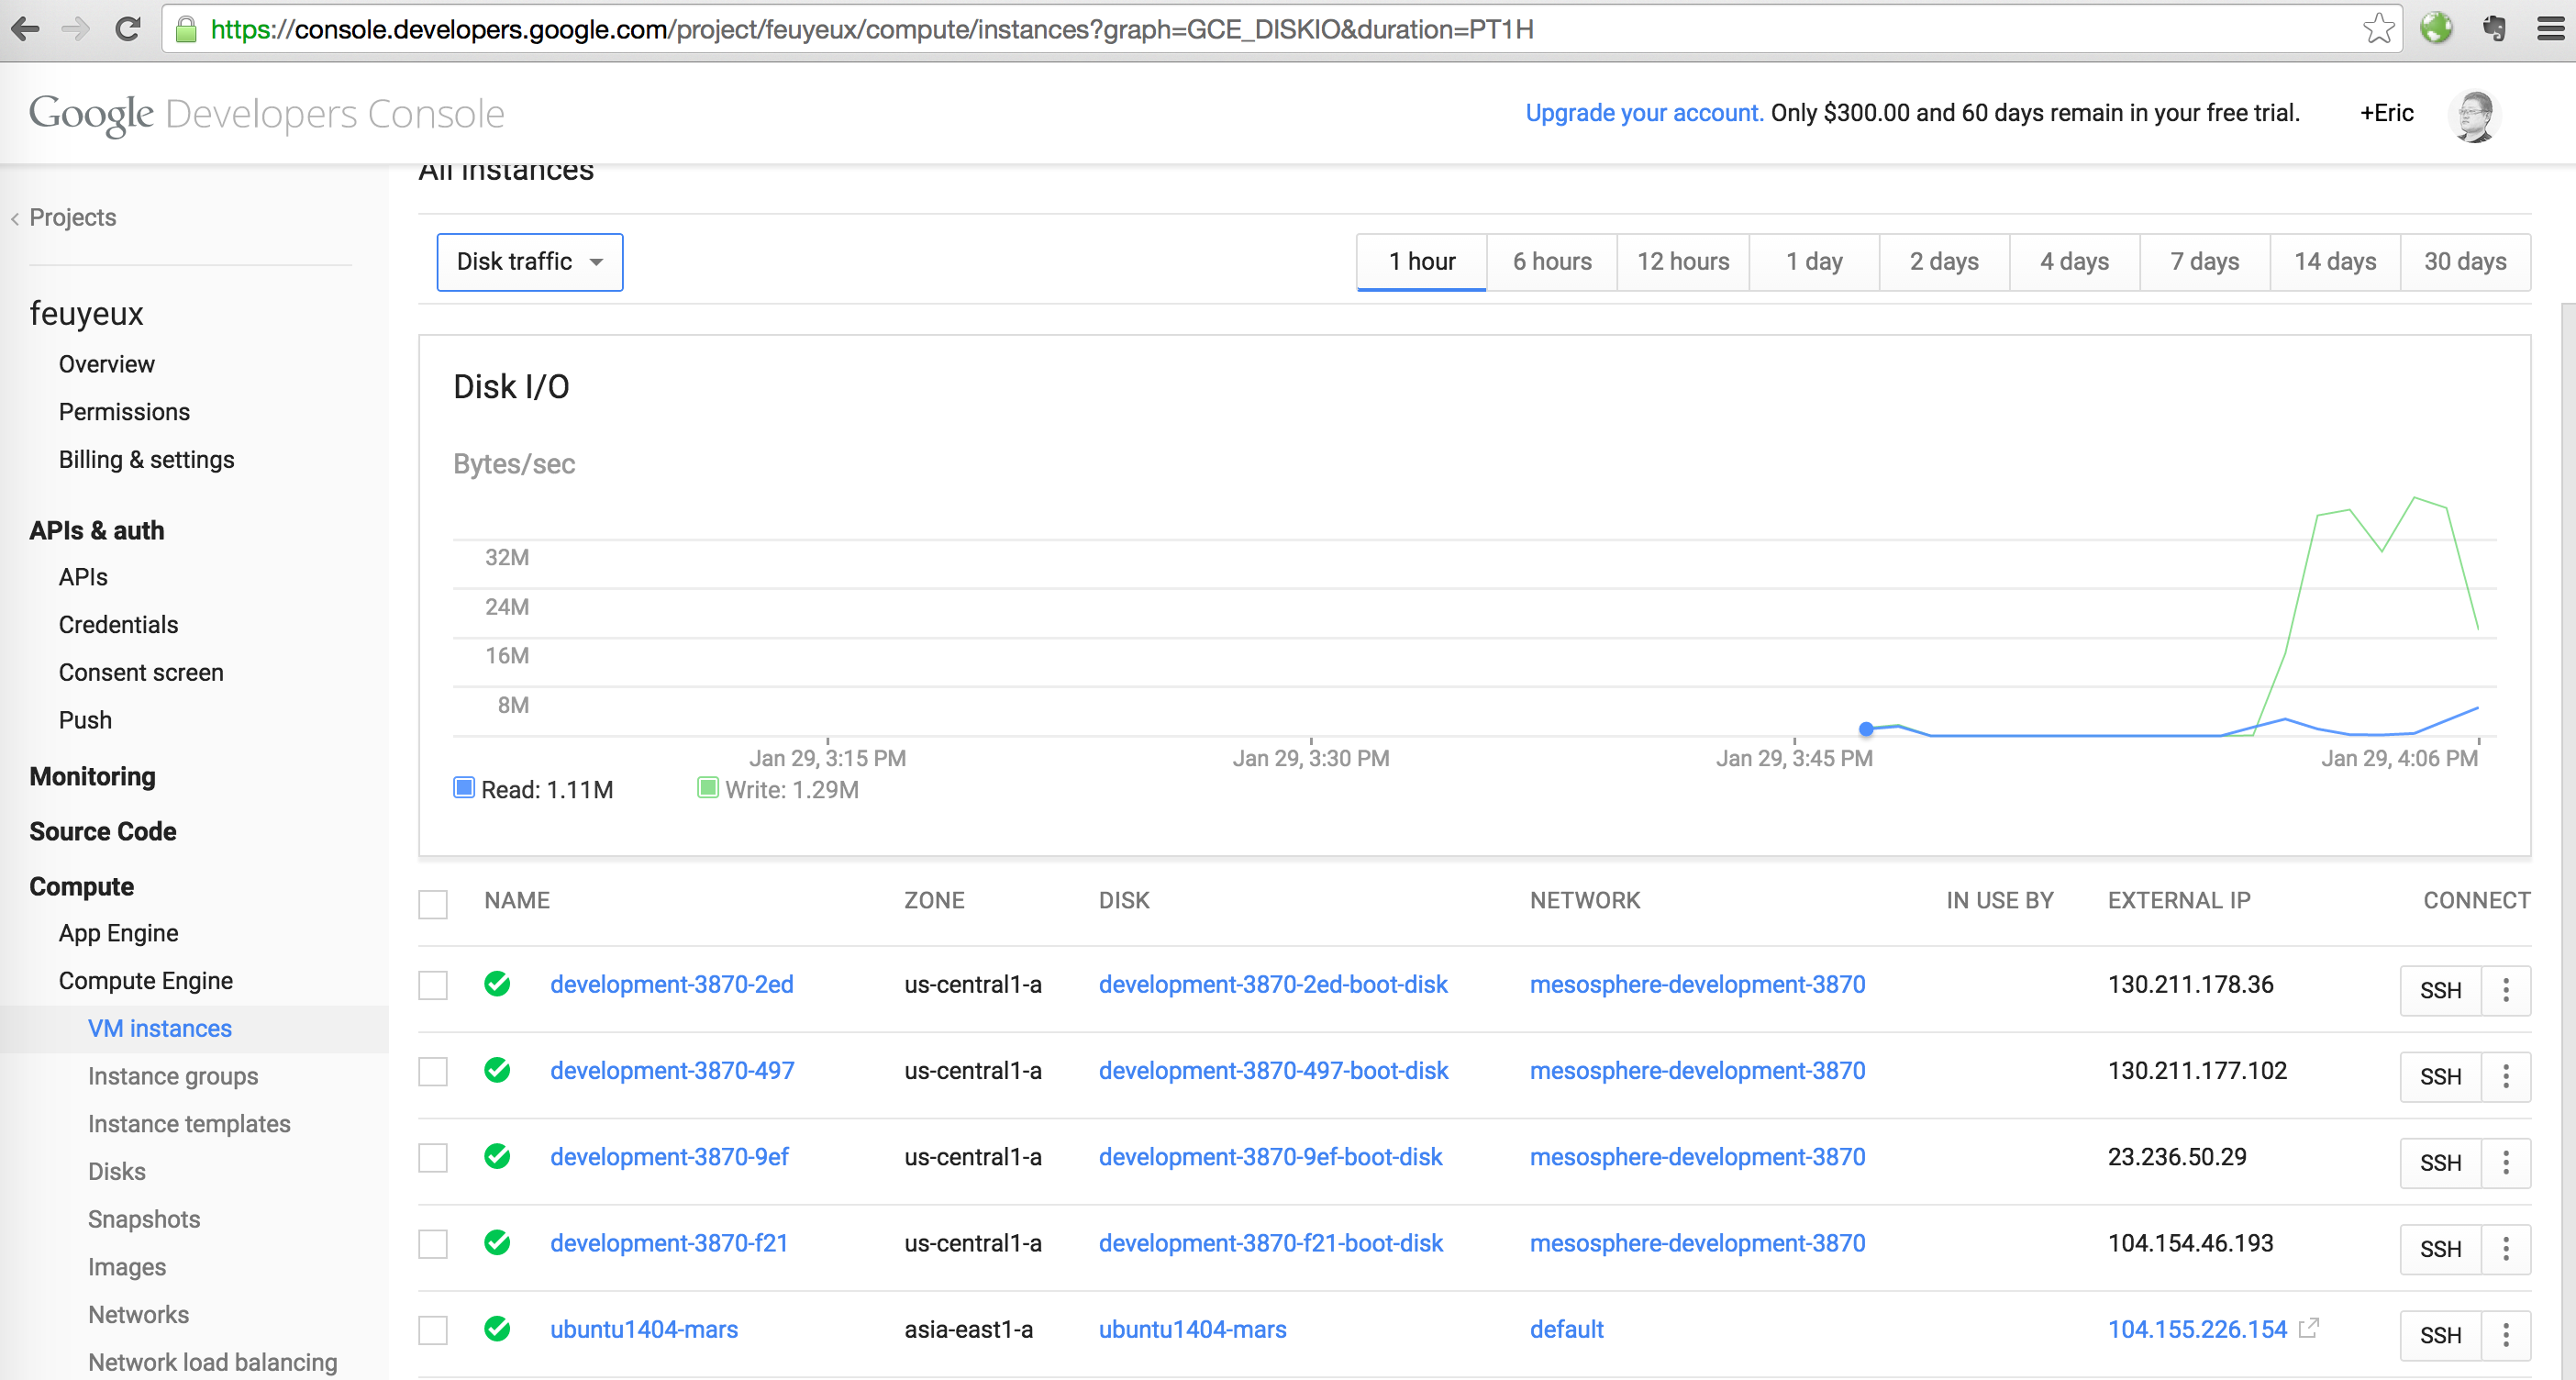 https://console.developers.google.com/project/feuyeux/compute/instances?graph=GCE_DISKIO&duration=PT1H
Google Developers Console
Upgrade your account. Only $300.00 and 60 days remain in your free trial. +Eric
All instances
Projects
feuyeux
Overview
Permissions
Billing & settings
APIs & auth
APIs
Credentials
Consent screen
Push
Monitoring
Source Code
Compute
App Engine
Compute Engine
VM instances
Instance groups
Instance templates
Disks
Snapshots
Images
Networks
Network load balancing
Disk traffic 1 hour 6 hours 12 hours 1 day 2 days 4 days 7 days 14 days 30 days
Disk I/O
Bytes/sec
32M
24M
16M
8M
Jan 29, 3:15 PM Jan 29, 3:30 PM Jan 29, 3:45 PM Jan 29, 4:06 PM
Read: 1.11M Write: 1.29M
NAME ZONE DISK NETWORK IN USE BY EXTERNAL IP CONNECT
development-3870-2ed us-central1-a development-3870-2ed-boot-disk mesosphere-development-3870 130.211.178.36 SSH
development-3870-497 us-central1-a development-3870-497-boot-disk mesosphere-development-3870 130.211.177.102 SSH
development-3870-9ef us-central1-a development-3870-9ef-boot-disk mesosphere-development-3870 23.236.50.29 SSH
development-3870-f21 us-central1-a development-3870-f21-boot-disk mesosphere-development-3870 104.154.46.193 SSH
ubuntu1404-mars asia-east1-a ubuntu1404-mars default 104.155.226.154 SSH